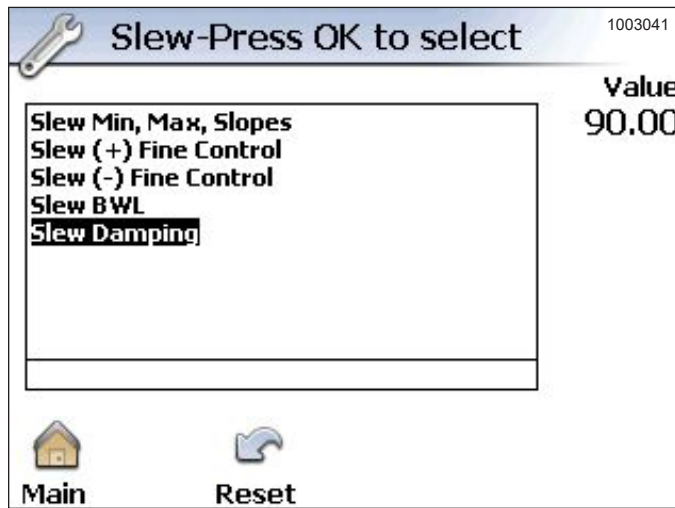 Slew-Press OK to select
1003041
Value
90.00
Slew Min, Max, Slopes
Slew (+) Fine Control
Slew (-) Fine Control
Slew BWL
Slew Damping
Main
Reset